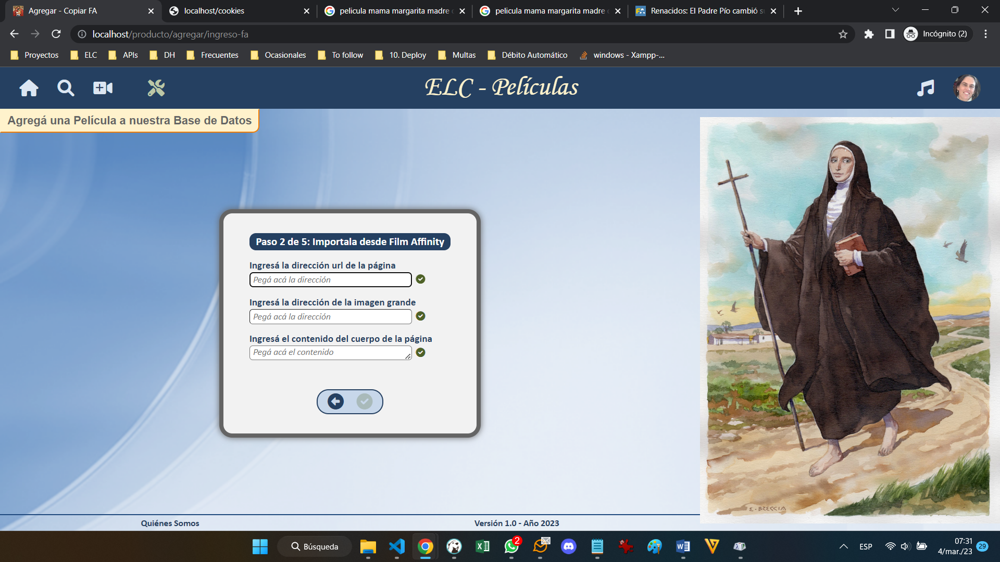 Agregar - Copiar FA
localhost/cookies
pelicula mama margarita madre
pelicula mama margarita madre
Renacidos: El Padre Pío cambió
localhost/producto/agregar/ingreso-fa
Incógnito (2)
Proyectos
ELC
APIs
DH
Frecuentes
Ocasionales
To follow
10. Deploy
Multas
Débito Automático
windows - Xampp-...
ELC - Películas
Agregá una Película a nuestra Base de Datos
Paso 2 de 5: Importala desde Film Affinity
Ingresá la dirección url de la página
Pegá acá la dirección
Ingresá la dirección de la imagen grande
Pegá acá la dirección
Ingresá el contenido del cuerpo de la página
Pegá acá el contenido
E. BRECCIA
Quiénes Somos
Versión 1.0 - Año 2023
Búsqueda
2
ESP
07:31
4/mar./23
29